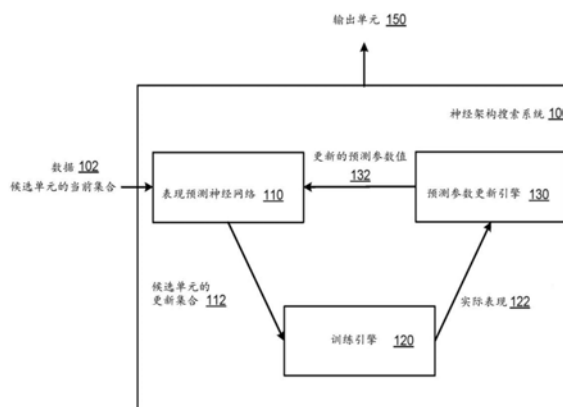 输出单元 150
神经架构搜索系统 100
数据 102
候选单元的当前集合
更新的预测参数值
132
表现预测神经网络 110
预测参数更新引擎 130
候选单元的
更新集合 112
实际表现 122
训练引擎 120